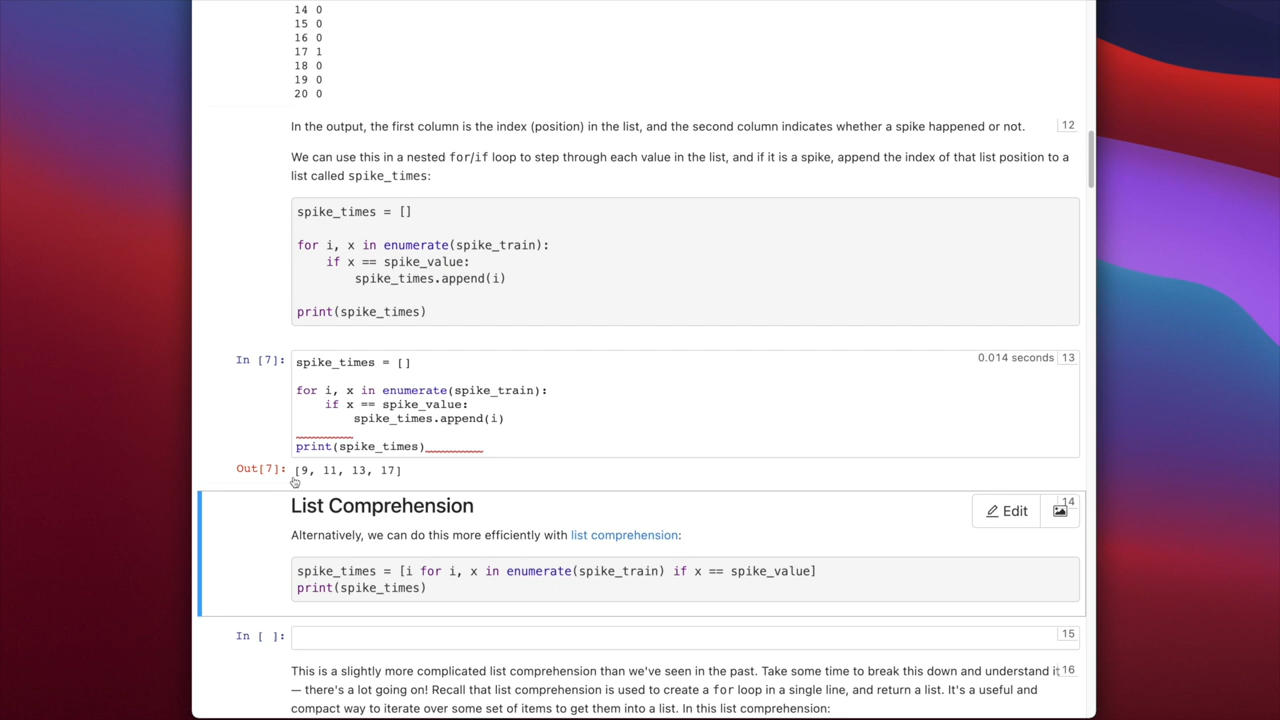 14 0
15 0
16 0
17 1
18 0
19 0
20 0
In the output, the first column is the index (position) in the list, and the second column indicates whether a spike happened or not.
12
We can use this in a nested for/if loop to step through each value in the list, and if it is a spike, append the index of that list position to a
list called spike_times:
spike_times = []
for i, x in enumerate(spike_train):
    if x == spike_value:
        spike_times.append(i)
print(spike_times)
In [7]:
spike_times = []
0.014 seconds
13
for i, x in enumerate(spike_train):
    if x == spike_value:
        spike_times.append(i)
print(spike_times)
Out[7]:
[9, 11, 13, 17]
List Comprehension
Edit
14
Alternatively, we can do this more efficiently with list comprehension:
spike_times = [i for i, x in enumerate(spike_train) if x == spike_value]
print(spike_times)
In [ ]:
15
This is a slightly more complicated list comprehension than we've seen in the past. Take some time to break this down and understand it
16
— there's a lot going on! Recall that list comprehension is used to create a for loop in a single line, and return a list. It's a useful and
compact way to iterate over some set of items to get them into a list. In this list comprehension: